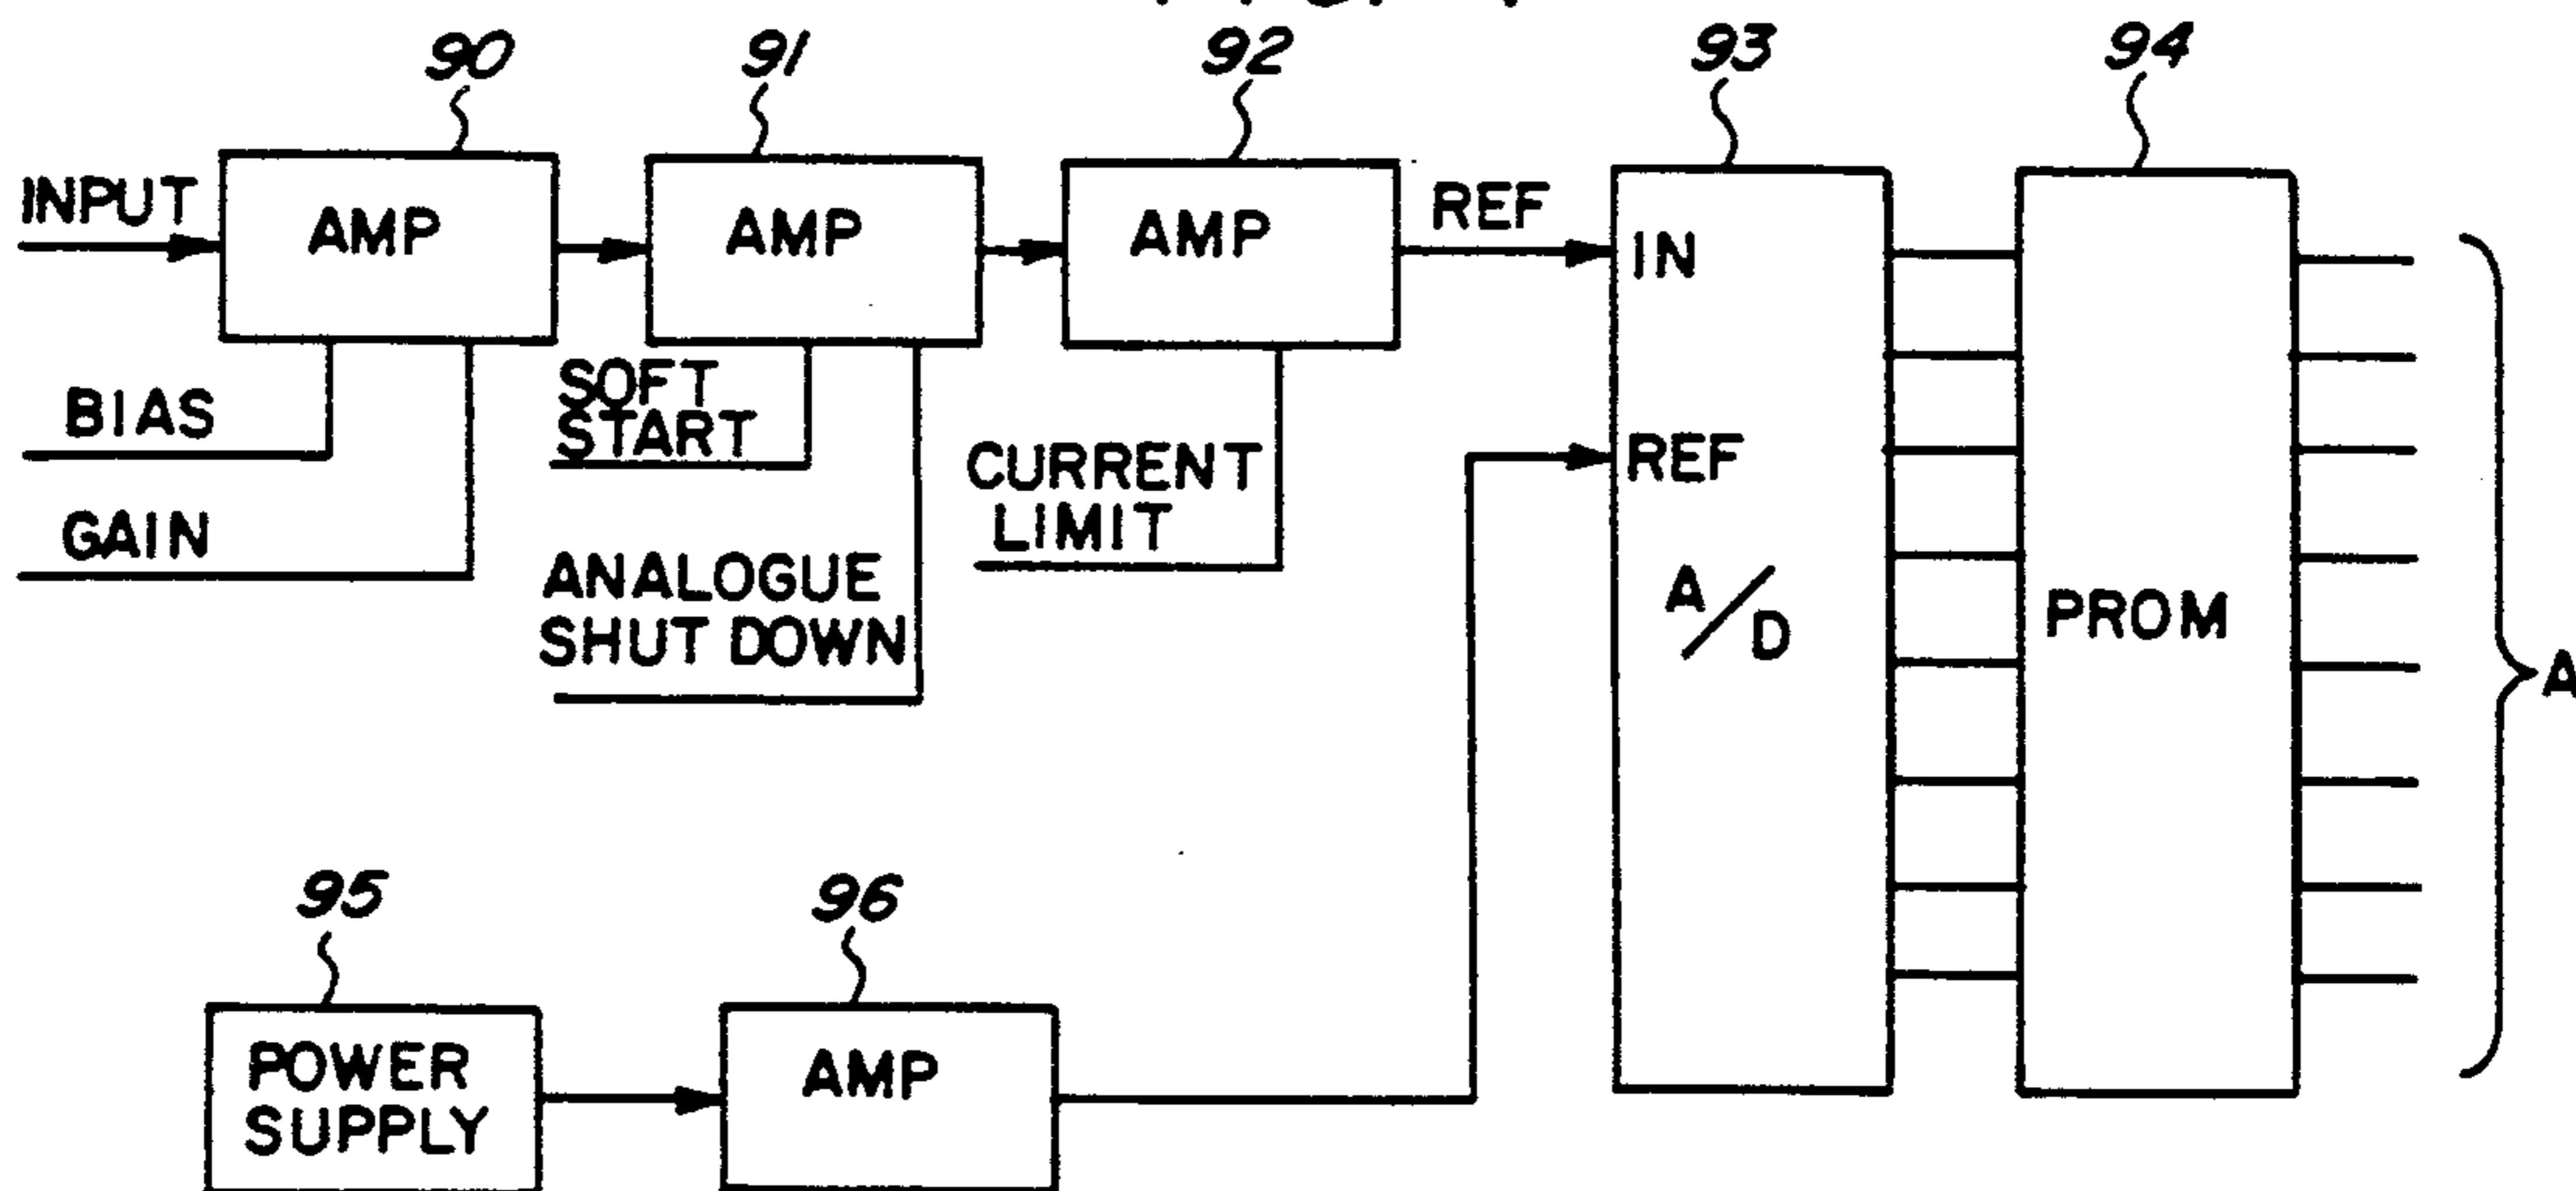 90 91 92 93 94
INPUT AMP AMP AMP REF IN
BIAS
GAIN
SOFT
START
ANALOGUE
SHUT DOWN
CURRENT
LIMIT
REF
A/D
PROM
A
95 96
POWER
SUPPLY
AMP